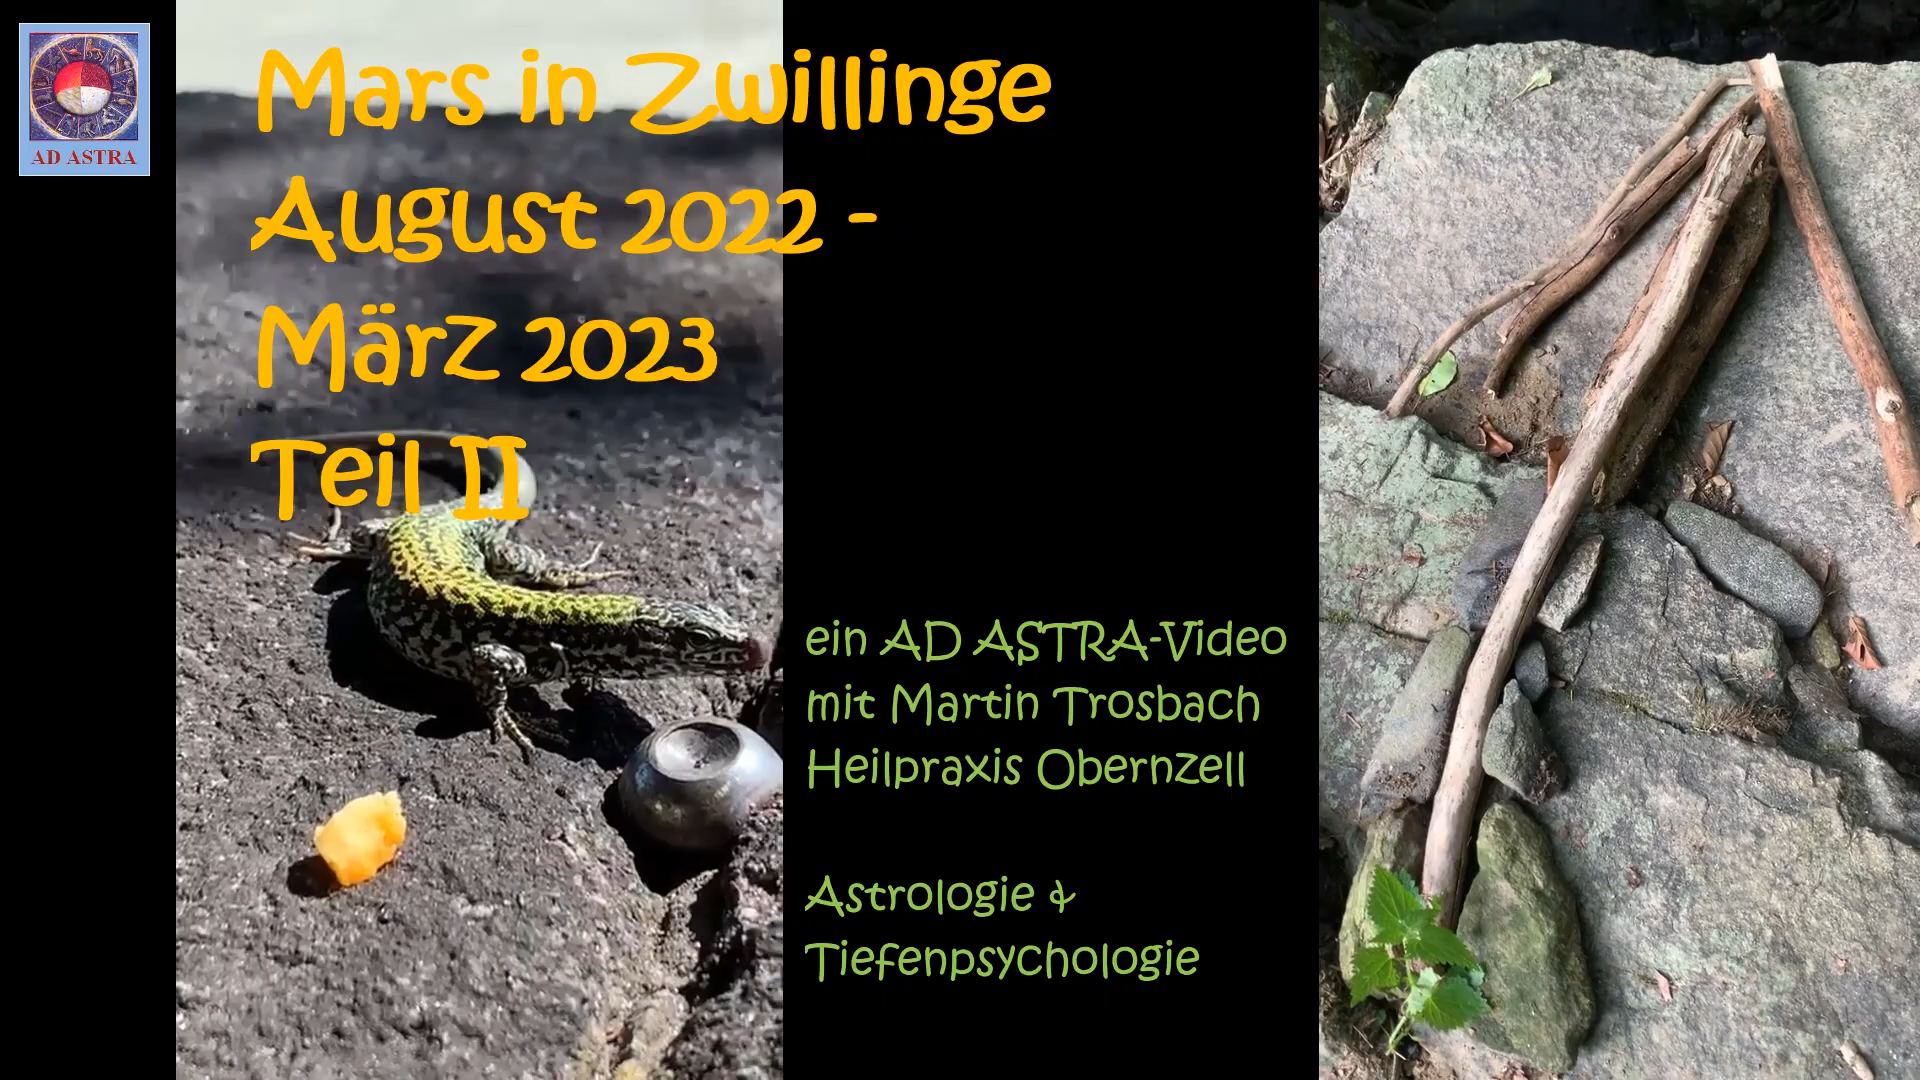 AD ASTRA
Mars in Zwillinge
August 2022 -
März 2023
Teil II
ein AD ASTRA-Video
mit Martin Trosbach
Heilpraxis Obernzell
Astrologie &
Tiefenpsychologie